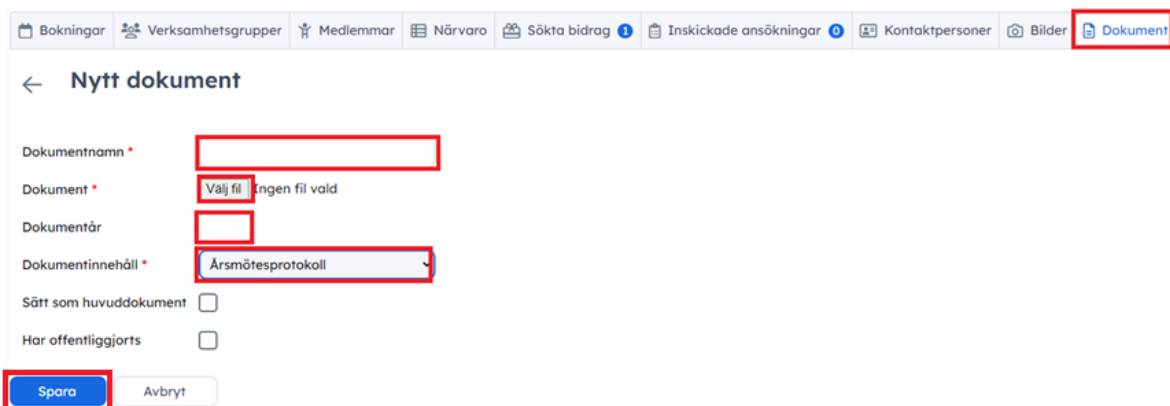 Bokningar Verksamhetsgrupper Medlemmar Närvaro Sökta bidrag 1 Inskickade ansökningar 0 Kontaktpersoner Bilder Dokument
Nytt dokument
Dokumentnamn *
Dokument * Välj fil Ingen fil vald
Dokumentår
Dokumentinnehåll * Årsmötesprotokoll
Sätt som huvuddokument
Har offentliggjorts
Spara Avbryt